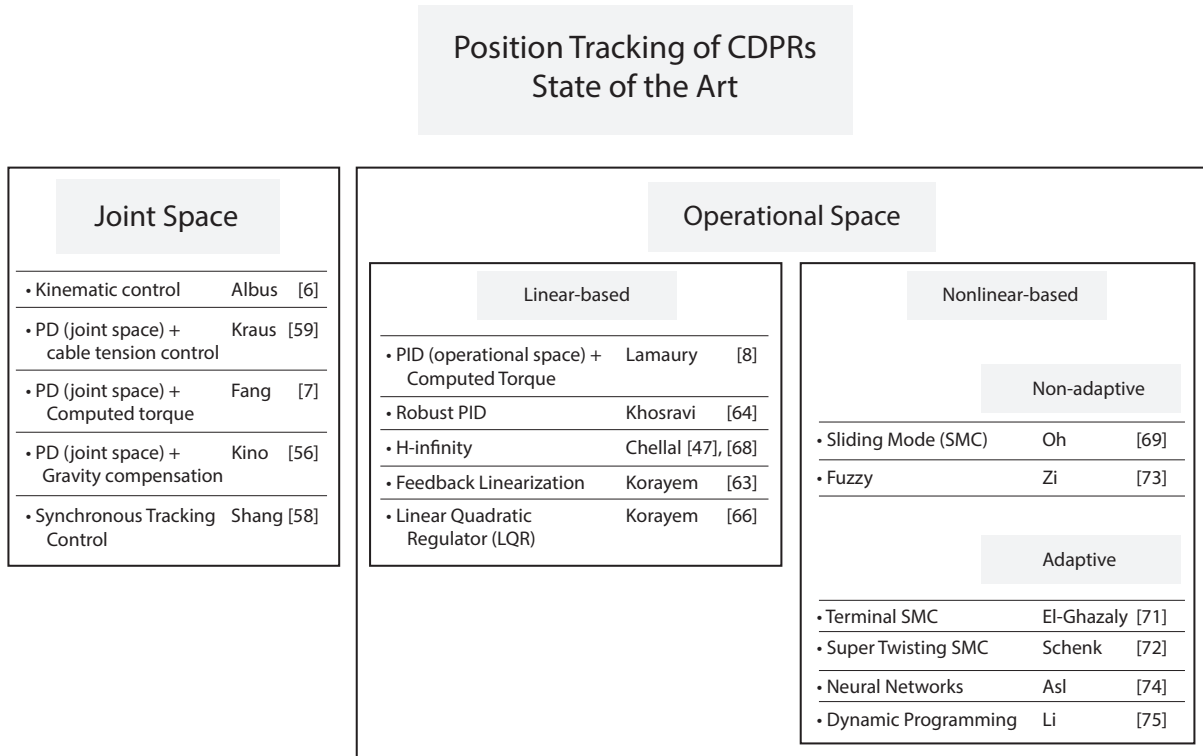 Position Tracking of CDPRs
State of the Art
Joint Space
• Kinematic control Albus [6]
• PD (joint space) + Kraus [59]
cable tension control
• PD (joint space) + Fang [7]
Computed torque
• PD (joint space) + Kino [56]
Gravity compensation
• Synchronous Tracking Shang [58]
Control
Operational Space
Linear-based
• PID (operational space) + Lamaury [8]
Computed Torque
• Robust PID Khosravi [64]
• H-infinity Chellal [47], [68]
• Feedback Linearization Korayem [63]
• Linear Quadratic Korayem [66]
Regulator (LQR)
Nonlinear-based
Non-adaptive
• Sliding Mode (SMC) Oh [69]
• Fuzzy Zi [73]
Adaptive
• Terminal SMC El-Ghazaly [71]
• Super Twisting SMC Schenk [72]
• Neural Networks Asl [74]
• Dynamic Programming Li [75]